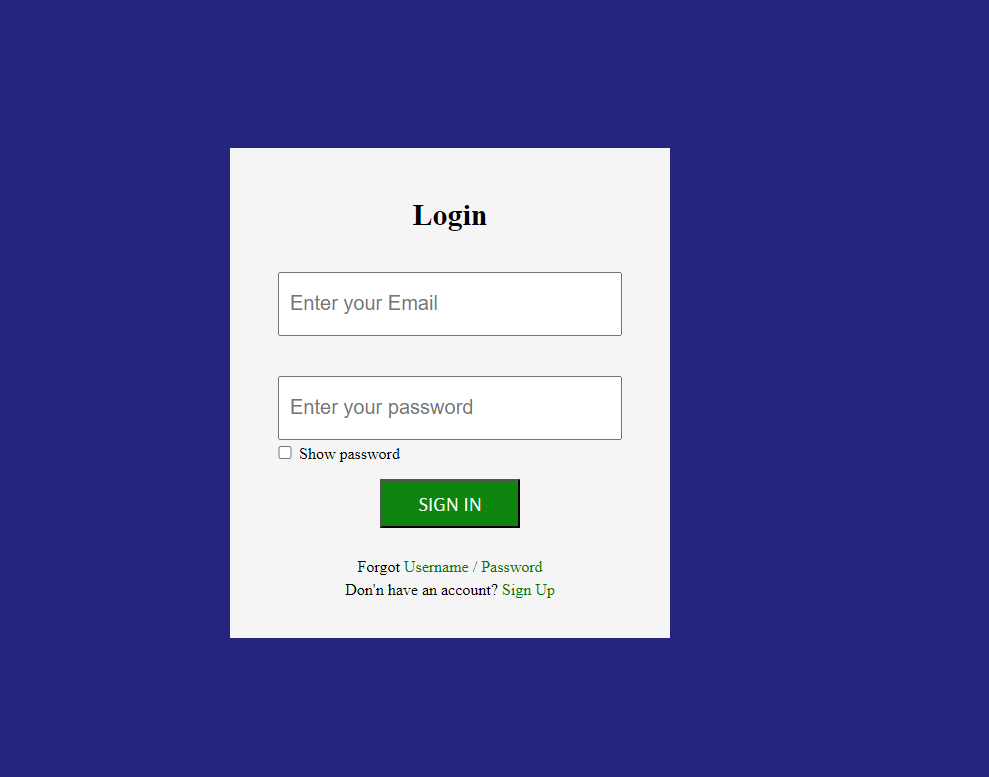 Login
Enter your Email
Enter your password
Show password
SIGN IN
Forgot Username / Password
Don'n have an account? Sign Up